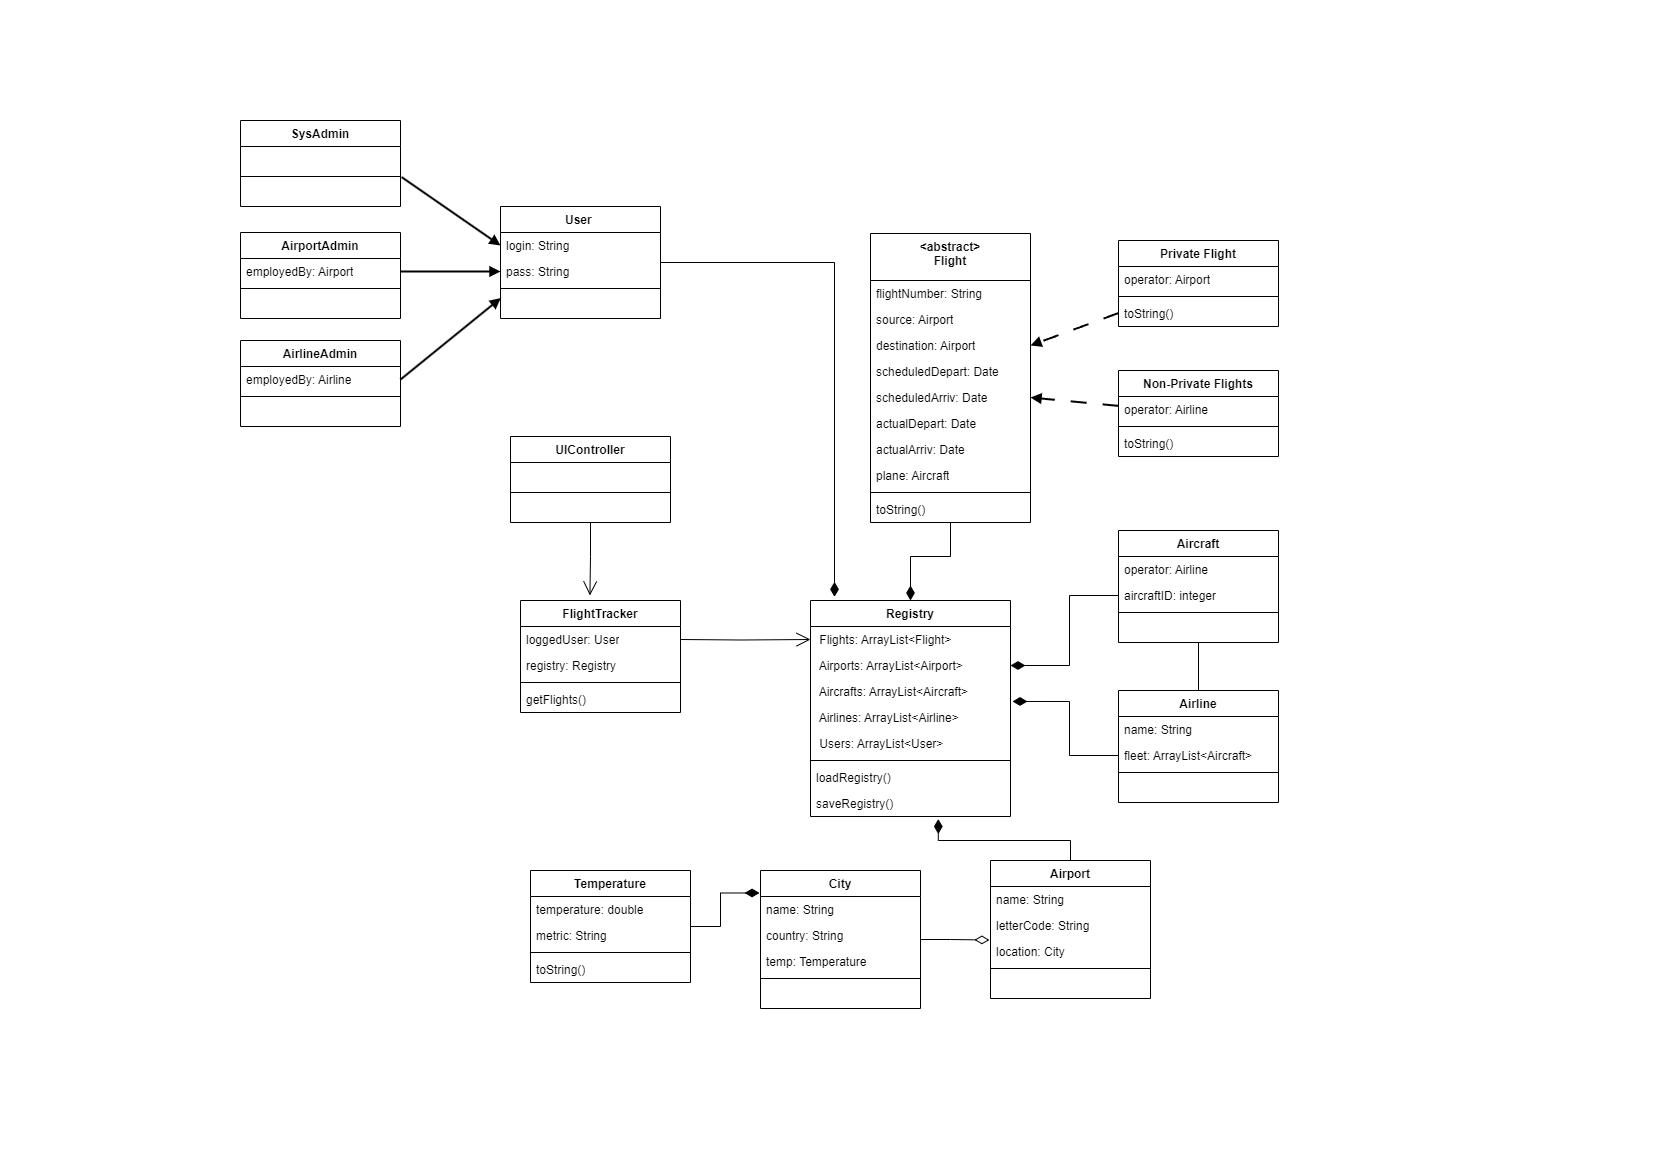 SysAdmin
AirportAdmin
employedBy: Airport
AirlineAdmin
employedBy: Airline
User
login: String
pass: String
<abstract>
Flight
flightNumber: String
source: Airport
destination: Airport
scheduledDepart: Date
scheduledArriv: Date
actualDepart: Date
actualArriv: Date
plane: Aircraft
toString()
Private Flight
operator: Airport
toString()
Non-Private Flights
operator: Airline
toString()
UIController
FlightTracker
loggedUser: User
registry: Registry
getFlights()
Registry
Flights: ArrayList<Flight>
Airports: ArrayList<Airport>
Aircrafts: ArrayList<Aircraft>
Airlines: ArrayList<Airline>
Users: ArrayList<User>
loadRegistry()
saveRegistry()
Aircraft
operator: Airline
aircraftID: integer
Airline
name: String
fleet: ArrayList<Aircraft>
Temperature
temperature: double
metric: String
toString()
City
name: String
country: String
temp: Temperature
Airport
name: String
letterCode: String
location: City